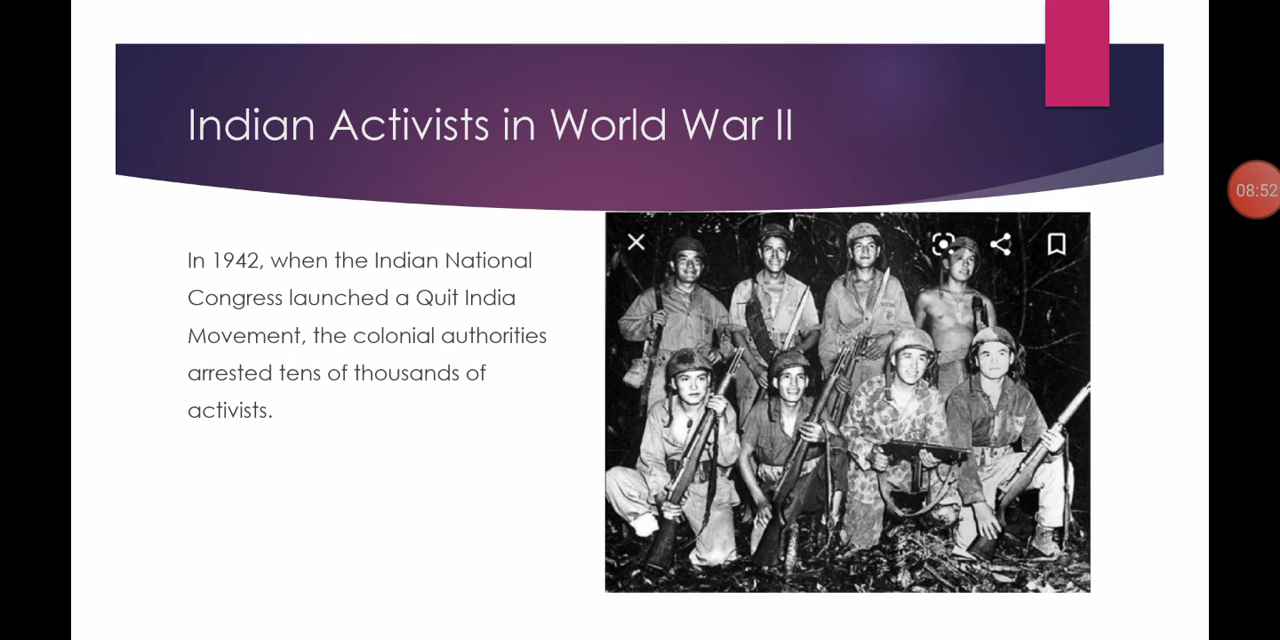 Indian Activists in World War II
08:52
In 1942, when the Indian National
Congress launched a Quit India
Movement, the colonial authorities
arrested tens of thousands of
activists.